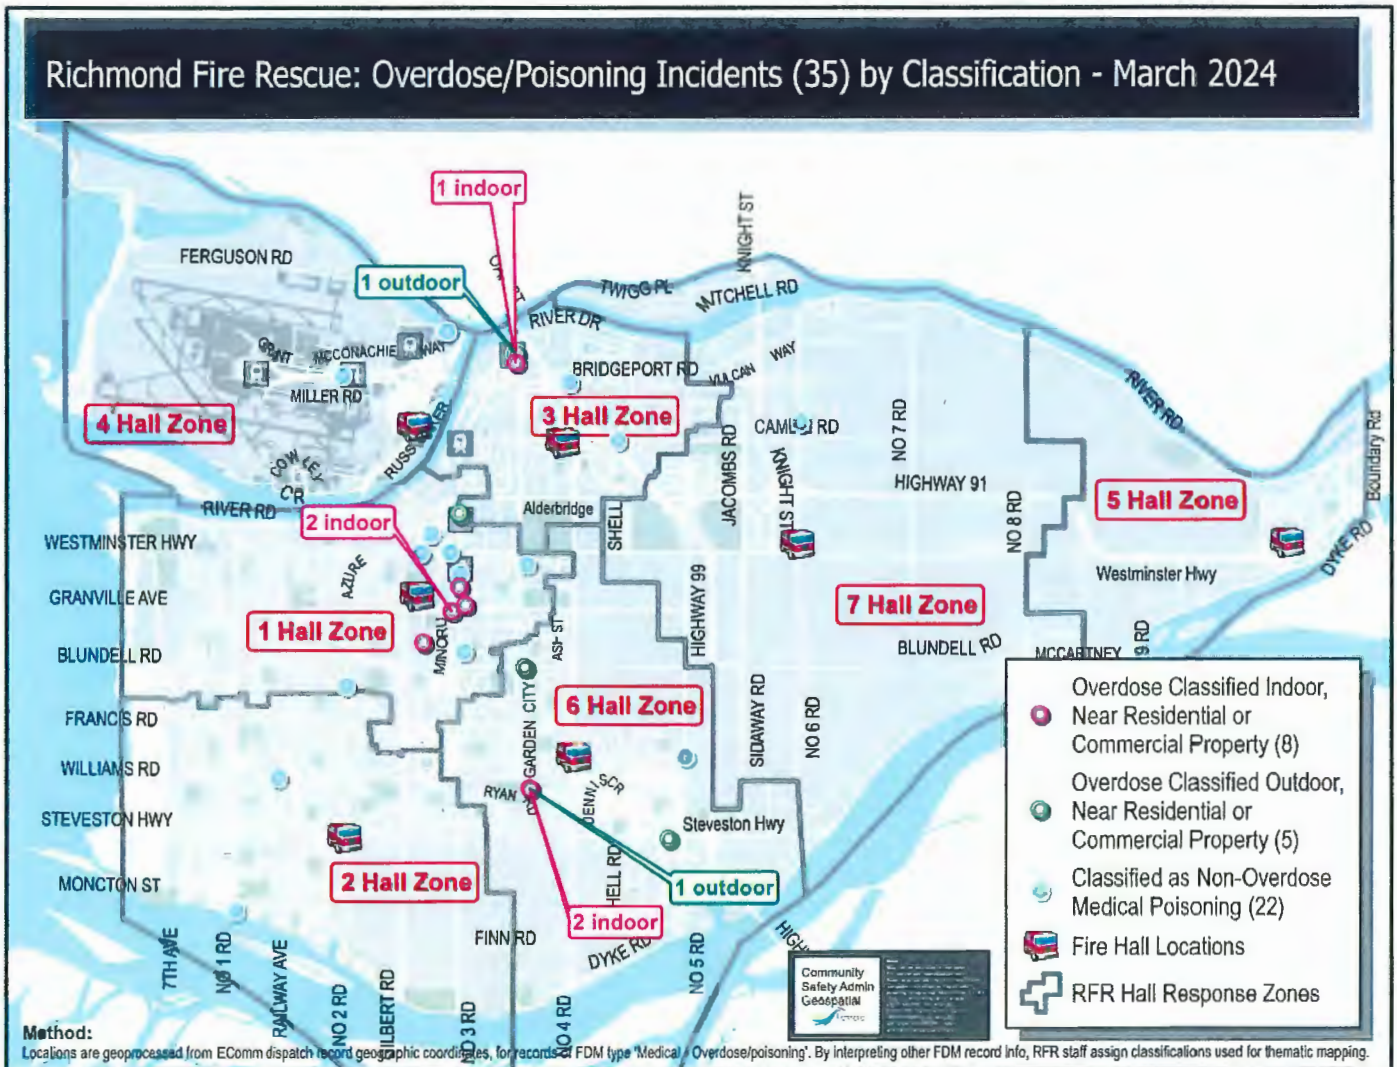 Richmond Fire Rescue: Overdose/Poisoning Incidents (35) by Classification - March 2024
1 indoor
KNIGHT ST
FERGUSON RD
1 outdoor
TWIGG PL
MITCHELL RD
RIVER DR
GRANT
MCCONACHIE WAY
BRIDGEPORT RD
VULCAN WAY
MILLER RD
RIVER RD
4 Hall Zone
3 Hall Zone
CAMBIE RD
NO 7 RD
Boundary Rd
JACOBMS RD
KNIGHT ST
COWLEY CR
HIGHWAY 91
5 Hall Zone
RIVER RD
2 indoor
Alderbridge
SHELL
NO 8 RD
WESTMINSTER HWY
DYKE RD
AZURE
Westminster Hwy
GRANVILLE AVE
HIGHWAY 99
7 Hall Zone
1 Hall Zone
MINORU
ASH ST
BLUNDELL RD
BLUNDELL RD
MCCARTNEY
9 RD
GARDEN CITY
6 Hall Zone
SIDAWAY RD
NO 6 RD
FRANCIS RD
WILLIAMS RD
RYAN
STEVESTON HWY
Steveston Hwy
2 Hall Zone
HELL RD
1 outdoor
MONCTON ST
2 indoor
FINN RD
DYKE RD
7TH AVE
NO 1 RD
RAILWAY AVE
NO 2 RD
GILBERT RD
NO 3 RD
NO 4 RD
NO 5 RD
Overdose Classified Indoor,
Near Residential or
Commercial Property (8)
Overdose Classified Outdoor,
Near Residential or
Commercial Property (5)
Classified as Non-Overdose
Medical Poisoning (22)
Fire Hall Locations
RFR Hall Response Zones
Community
Safety Admin
Geospatial
Method:
Locations are geoprocessed from EComm dispatch record geographic coordinates, for records of FDM type 'Medical / Overdose/poisoning'. By interpreting other FDM record info, RFR staff assign classifications used for thematic mapping.